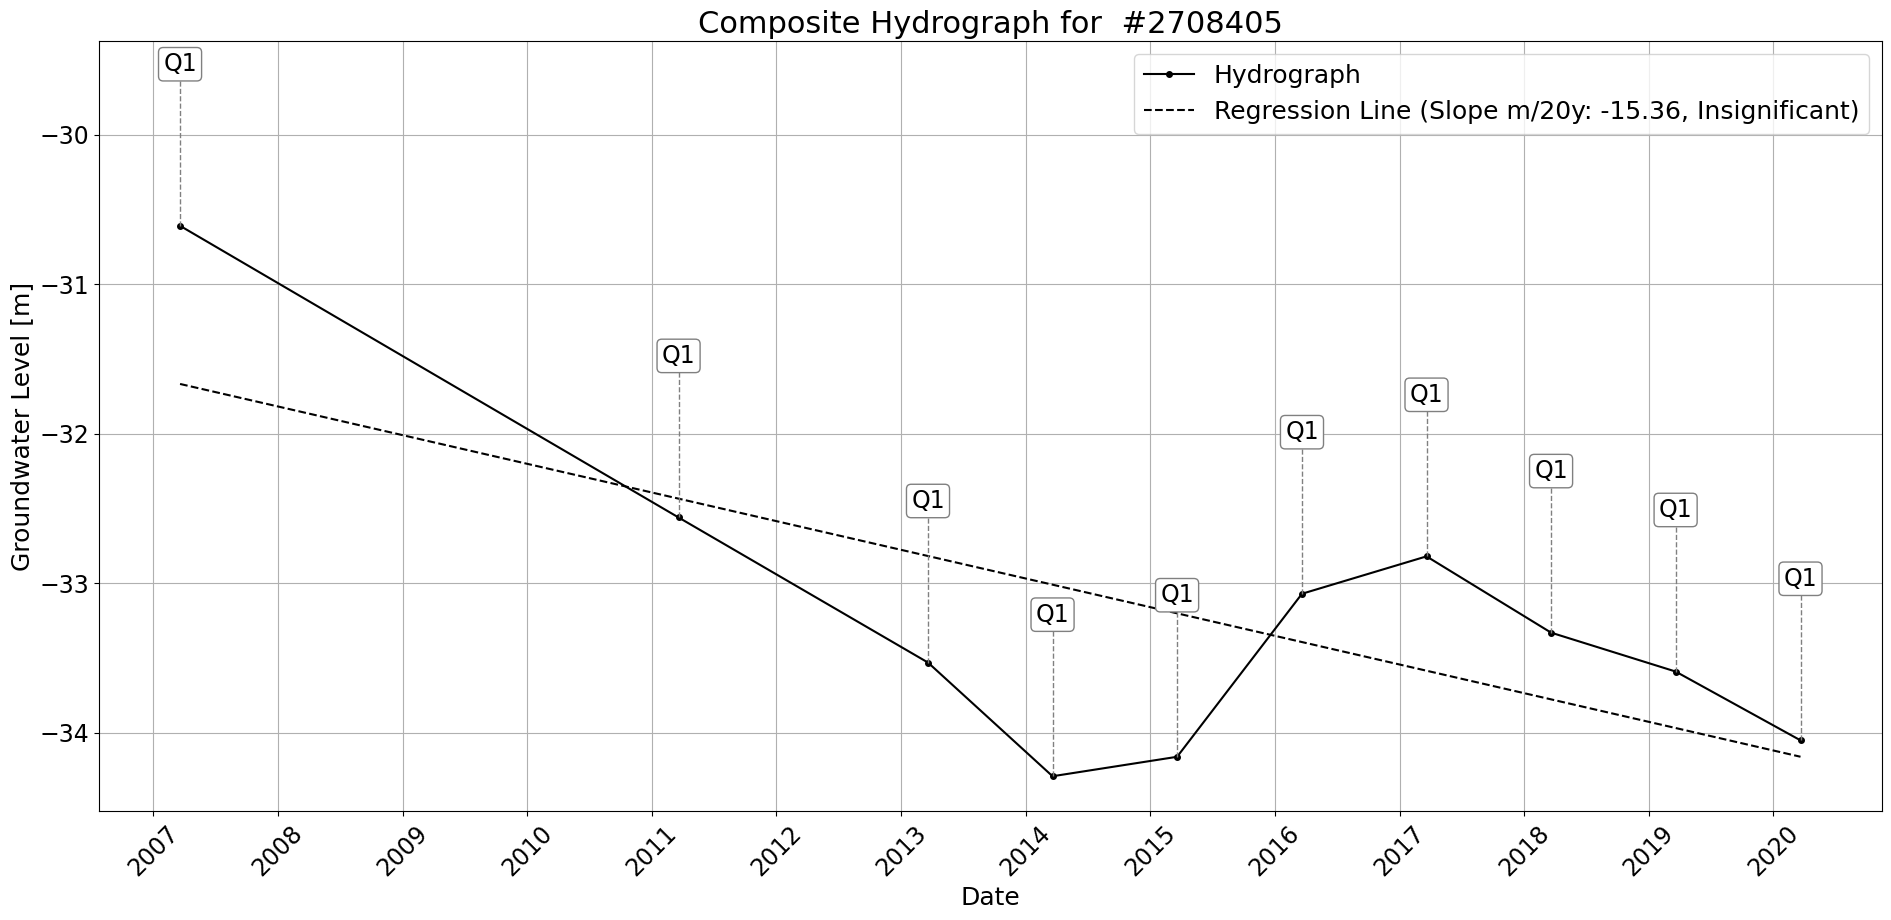 Composite Hydrograph for  #2708405
Hydrograph
Regression Line (Slope m/20y: -15.36, Insignificant)
Groundwater Level [m]
−30
−31
−32
−33
−34
Q1
Q1
Q1
Q1
Q1
Q1
Q1
Q1
Q1
Q1
2007
2008
2009
2010
2011
2012
2013
2014
2015
2016
2017
2018
2019
2020
Date